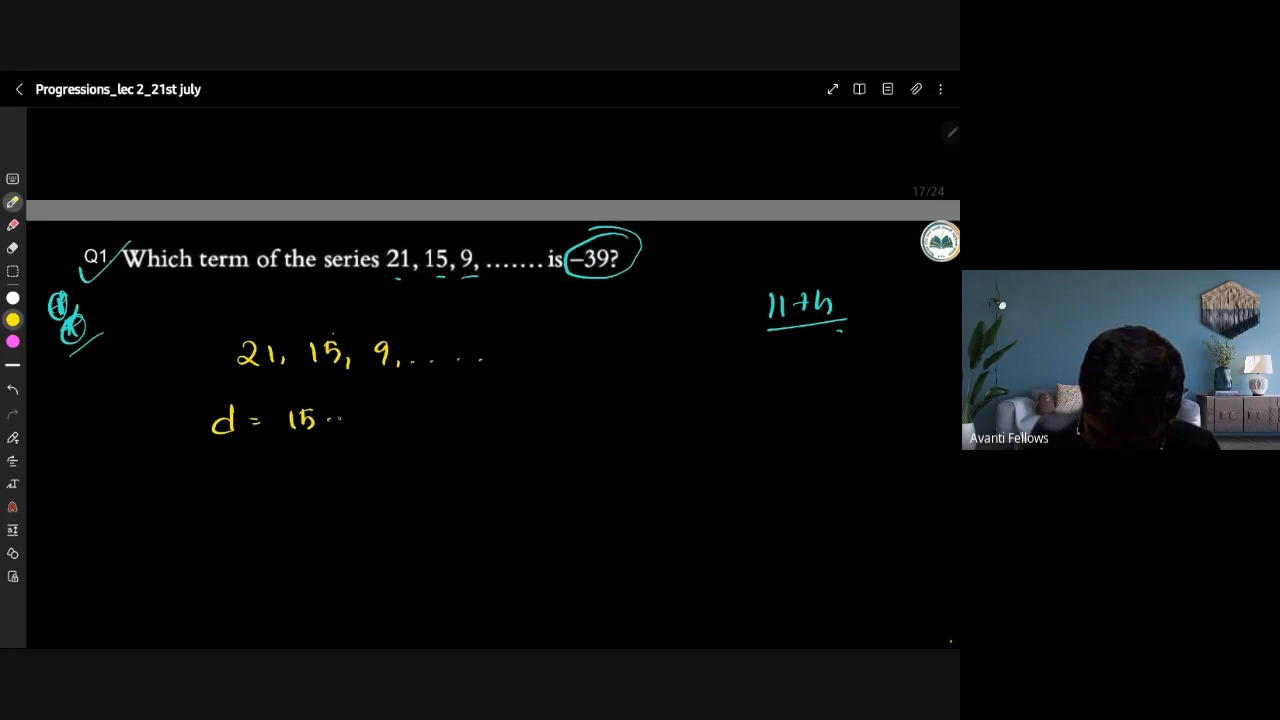 Progressions_lec 2_21st july
17/24
Q1. Which term of the series 21, 15, 9, ....... is –39?
11th
21, 15, 9, . . . .
d = 15 -
Avanti Fellows